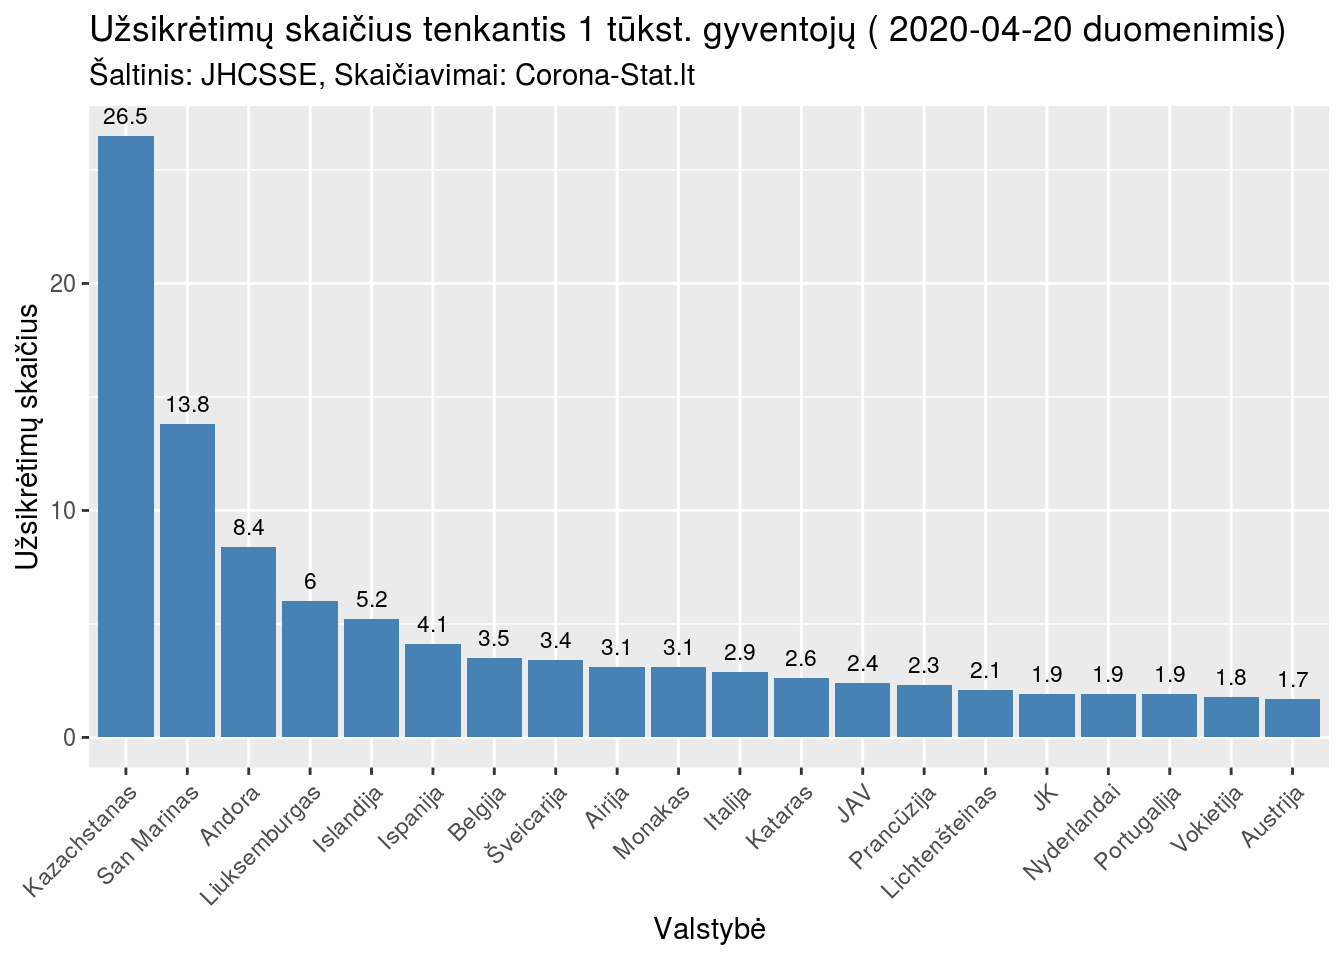 Užsikrėtimų skaičius tenkantis 1 tūkst. gyventojų ( 2020-04-20 duomenimis)
Šaltinis: JHCSSE, Skaičiavimai: Corona-Stat.lt
Užsikrėtimų skaičius
20
10
0
26.5
13.8
8.4
6
5.2
4.1
3.5
3.4
3.1
3.1
2.9
2.6
2.4
2.3
2.1
1.9
1.9
1.9
1.8
1.7
Kazachstanas
San Marinas
Andora
Liuksemburgas
Islandija
Ispanija
Belgija
Šveicarija
Airija
Monakas
Italija
Kataras
JAV
Prancūzija
Lichtenšteinas
JK
Nyderlandai
Portugalija
Vokietija
Austrija
Valstybė